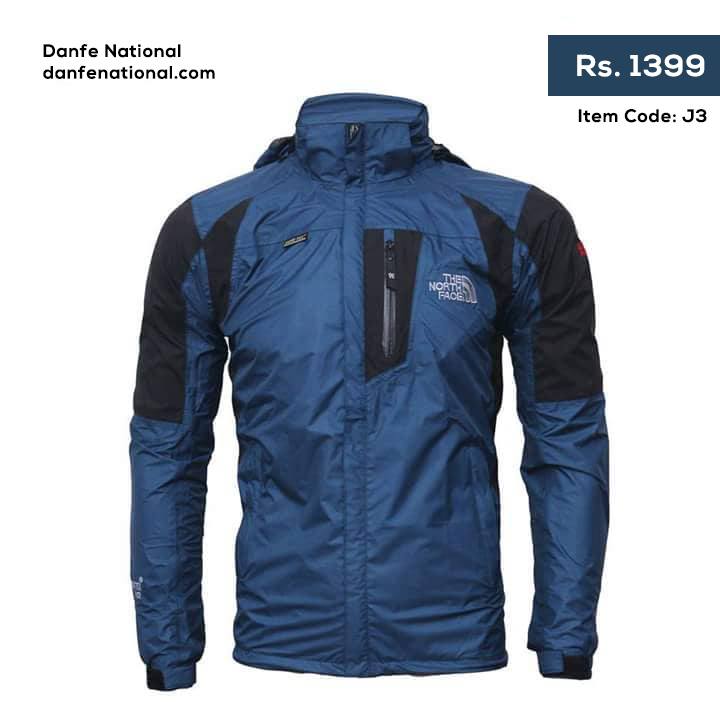 Danfe National
danfenational.com
Rs. 1399
Item Code: J3
THE
NORTH
FACE